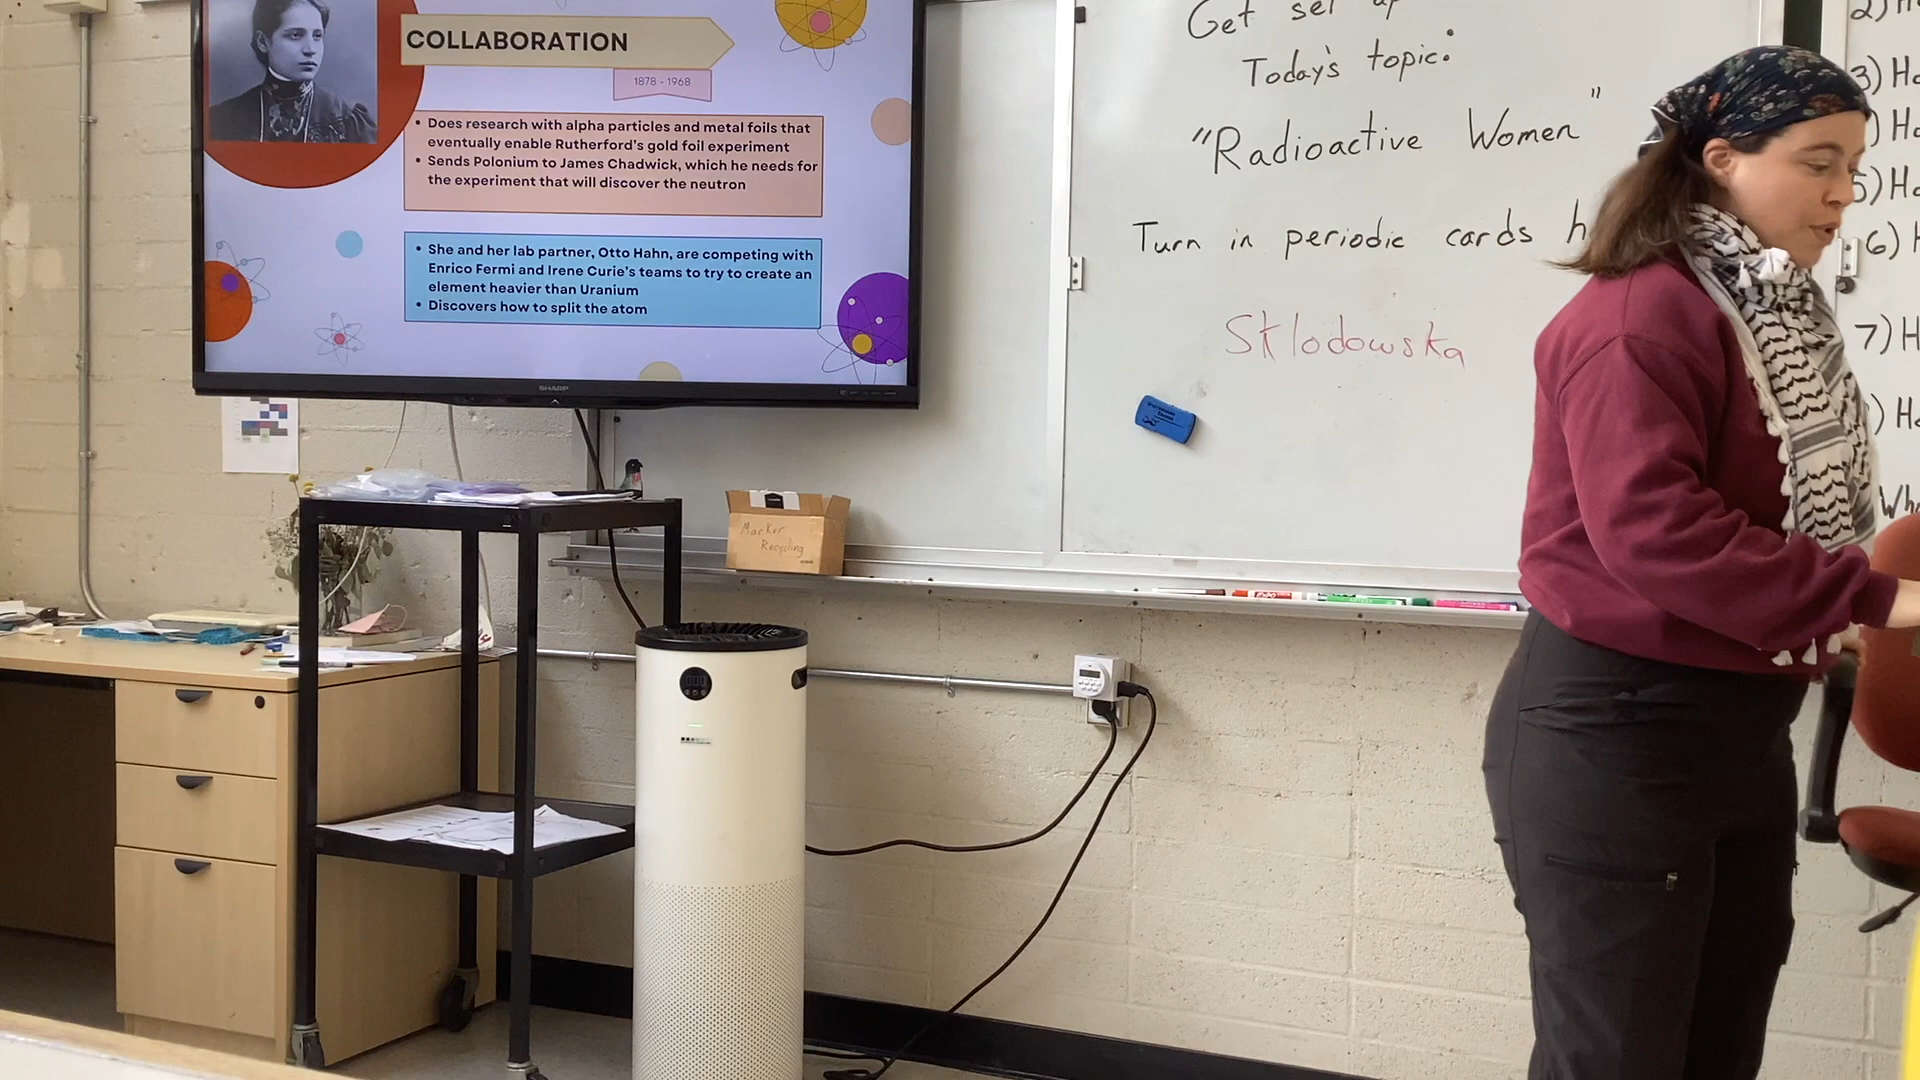 COLLABORATION
1878 - 1968
• Does research with alpha particles and metal foils that
eventually enable Rutherford's gold foil experiment
• Sends Polonium to James Chadwick, which he needs for
the experiment that will discover the neutron
• She and her lab partner, Otto Hahn, are competing with
Enrico Fermi and Irene Curie's teams to try to create an
element heavier than Uranium
• Discovers how to split the atom
SHARP
Get set up
Today's topic:
"Radioactive Women"
Turn in periodic cards
Sklodowska
Marker
Recycling
2)
3)
5)
6)
7)